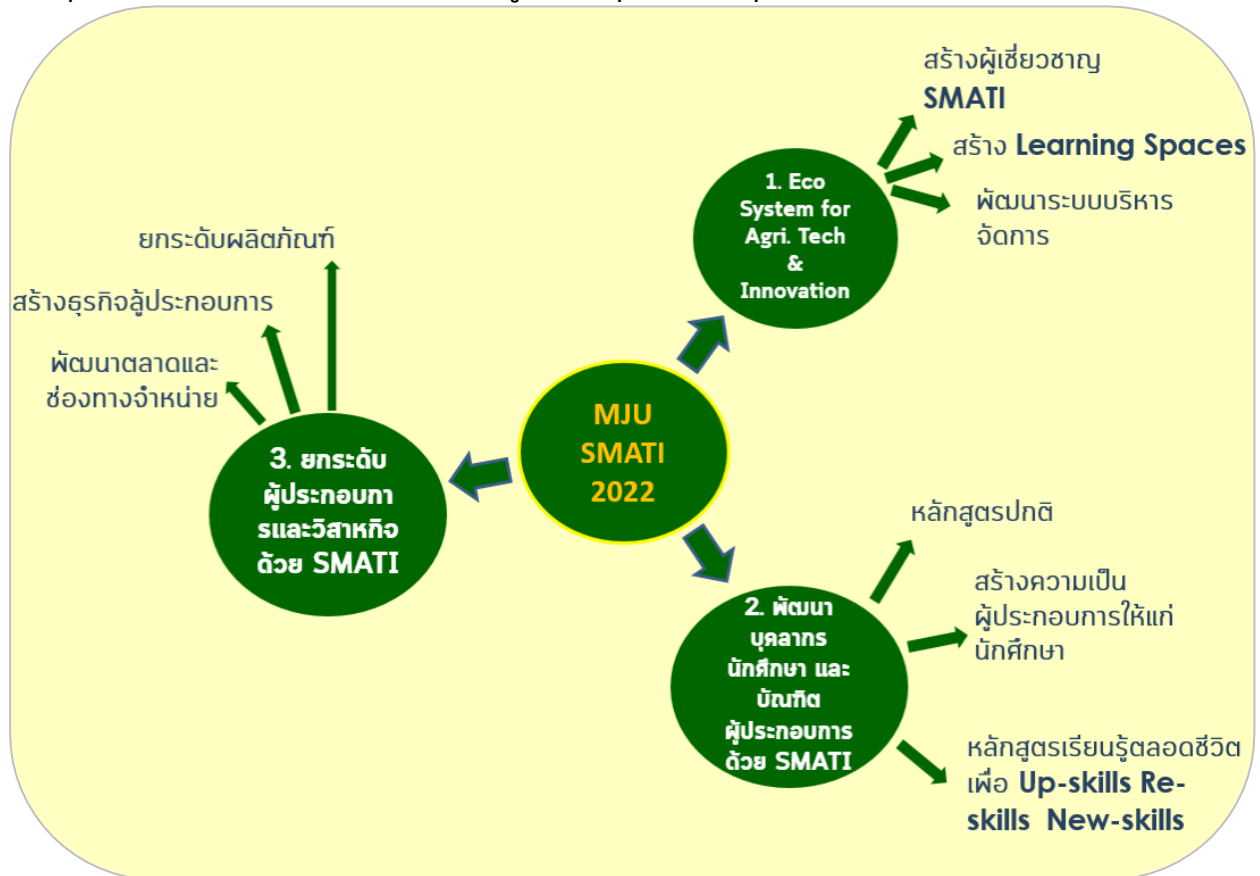 MJU
SMATI
2022
1. Eco
System for
Agri. Tech
&
Innovation
สร้างผู้เชี่ยวชาญ
SMATI
สร้าง Learning Spaces
พัฒนาระบบบริหาร
จัดการ
2. พัฒนา
บุคลากร
นักศึกษา และ
บัณฑิต
ผู้ประกอบการ
ด้วย SMATI
หลักสูตรปกติ
สร้างความเป็น
ผู้ประกอบการให้แก่
นักศึกษา
หลักสูตรเรียนรู้ตลอดชีวิต
เพื่อ Up-skills Re-
skills New-skills
3. ยกระดับ
ผู้ประกอบกา
รและวิสาหกิจ
ด้วย SMATI
ยกระดับผลิตภัณฑ์
สร้างธุรกิจลู้ประกอบการ
พัฒนาตลาดและ
ช่องทางจำหน่าย